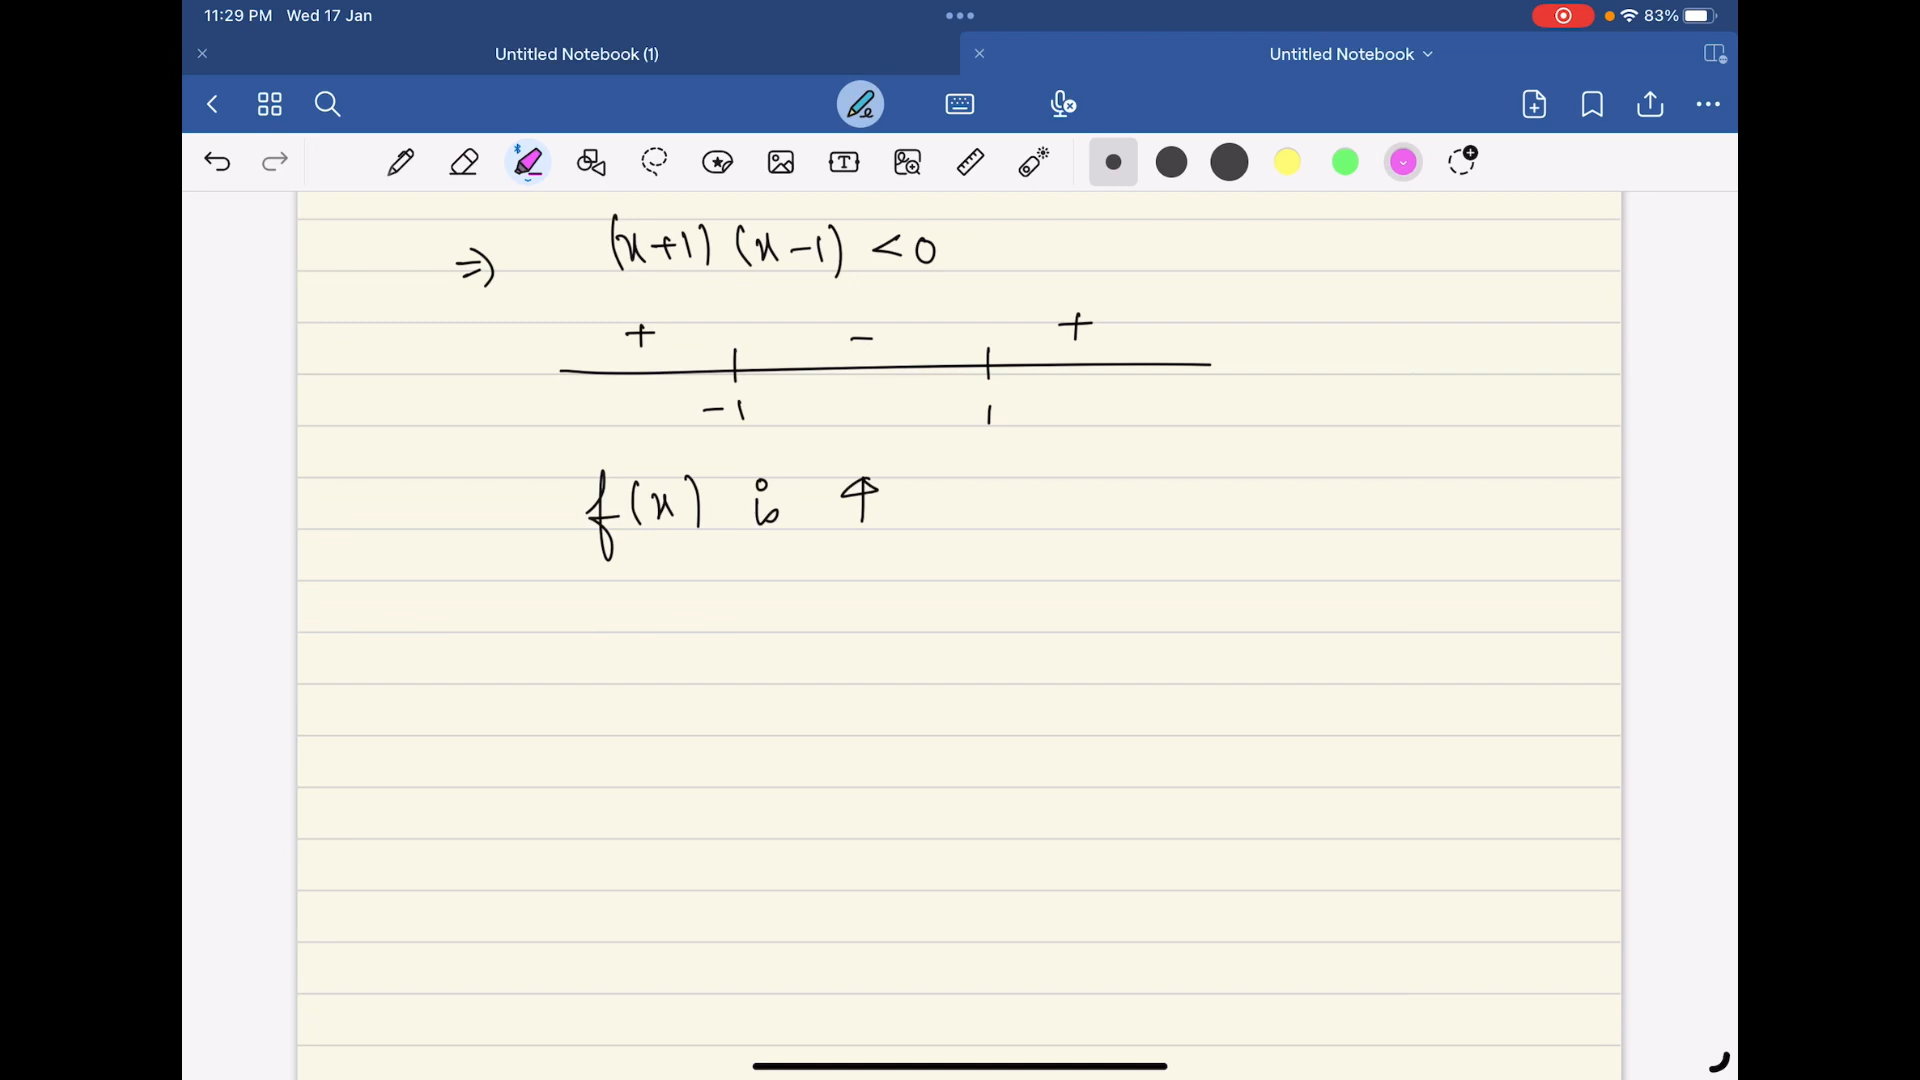 11:29 PM Wed 17 Jan 83%
Untitled Notebook (1) Untitled Notebook
⇒ (x+1) (x-1) < 0
+ - +
-1 1
f(x) is ↑